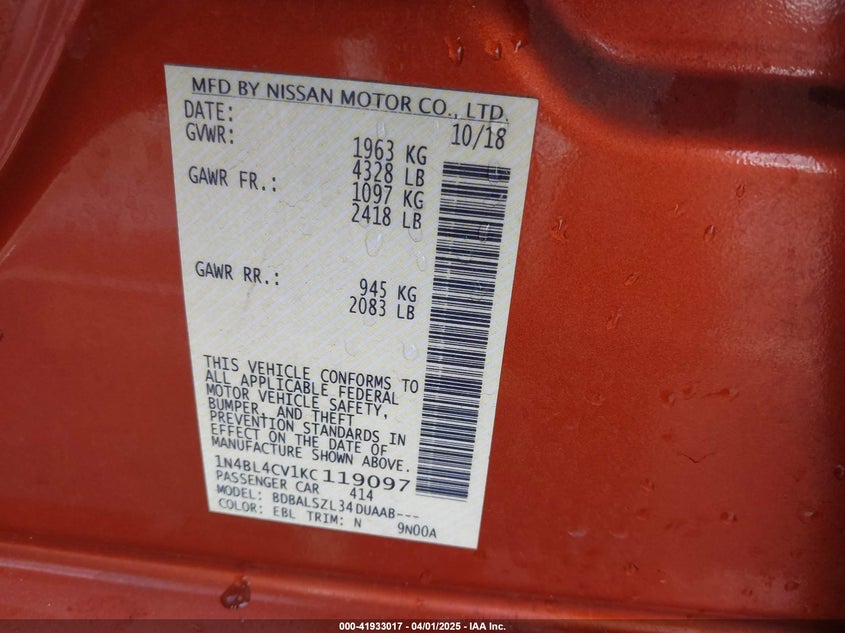 MFD BY NISSAN MOTOR CO., LTD.
DATE: 10/18
GVWR: 1963 KG
4328 LB
GAWR FR.: 1097 KG
2418 LB
GAWR RR.: 945 KG
2083 LB
THIS VEHICLE CONFORMS TO
ALL APPLICABLE FEDERAL
MOTOR VEHICLE SAFETY,
BUMPER, AND THEFT
PREVENTION STANDARDS IN
EFFECT ON THE DATE OF
MANUFACTURE SHOWN ABOVE.
1N4BL4CV1KC119097
PASSENGER CAR 414
MODEL: BDBALSZL34DUAAB---
COLOR: EBL TRIM: N 9N00A
000-41933017 - 04/01/2025 - IAA Inc.